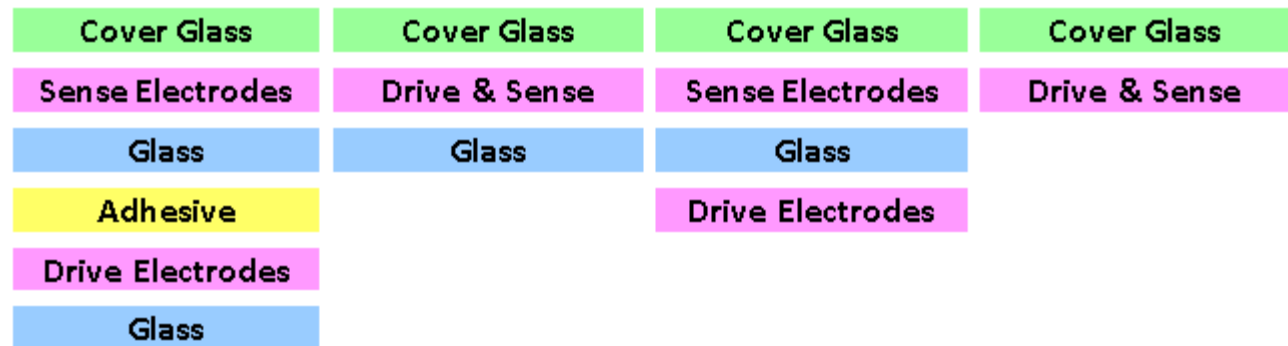 Cover Glass Cover Glass Cover Glass Cover Glass
Sense Electrodes Drive & Sense Sense Electrodes Drive & Sense
Glass Glass Glass
Adhesive Drive Electrodes
Drive Electrodes
Glass